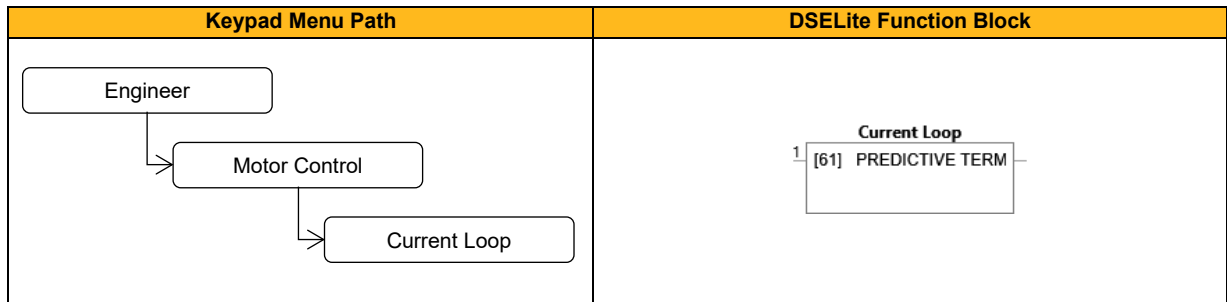 Keypad Menu Path
DSELite Function Block
Engineer
Motor Control
Current Loop
Current Loop
1 [61] PREDICTIVE TERM